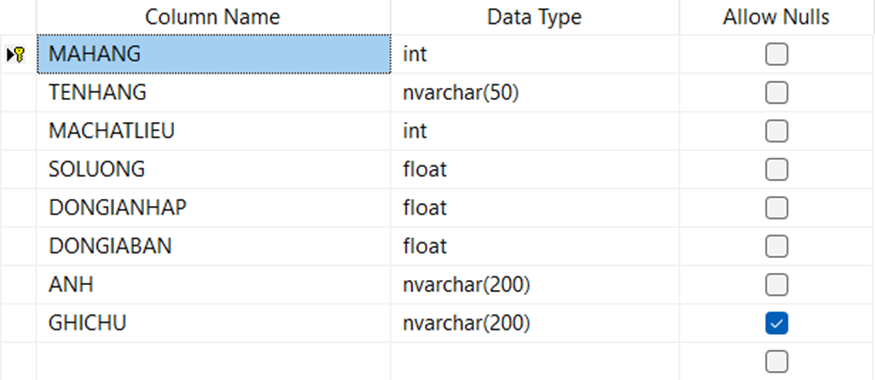 Column Name Data Type Allow Nulls
MAHANG int
TENHANG nvarchar(50)
MACHATLIEU int
SOLUONG float
DONGIANHAP float
DONGIABAN float
ANH nvarchar(200)
GHICHU nvarchar(200)